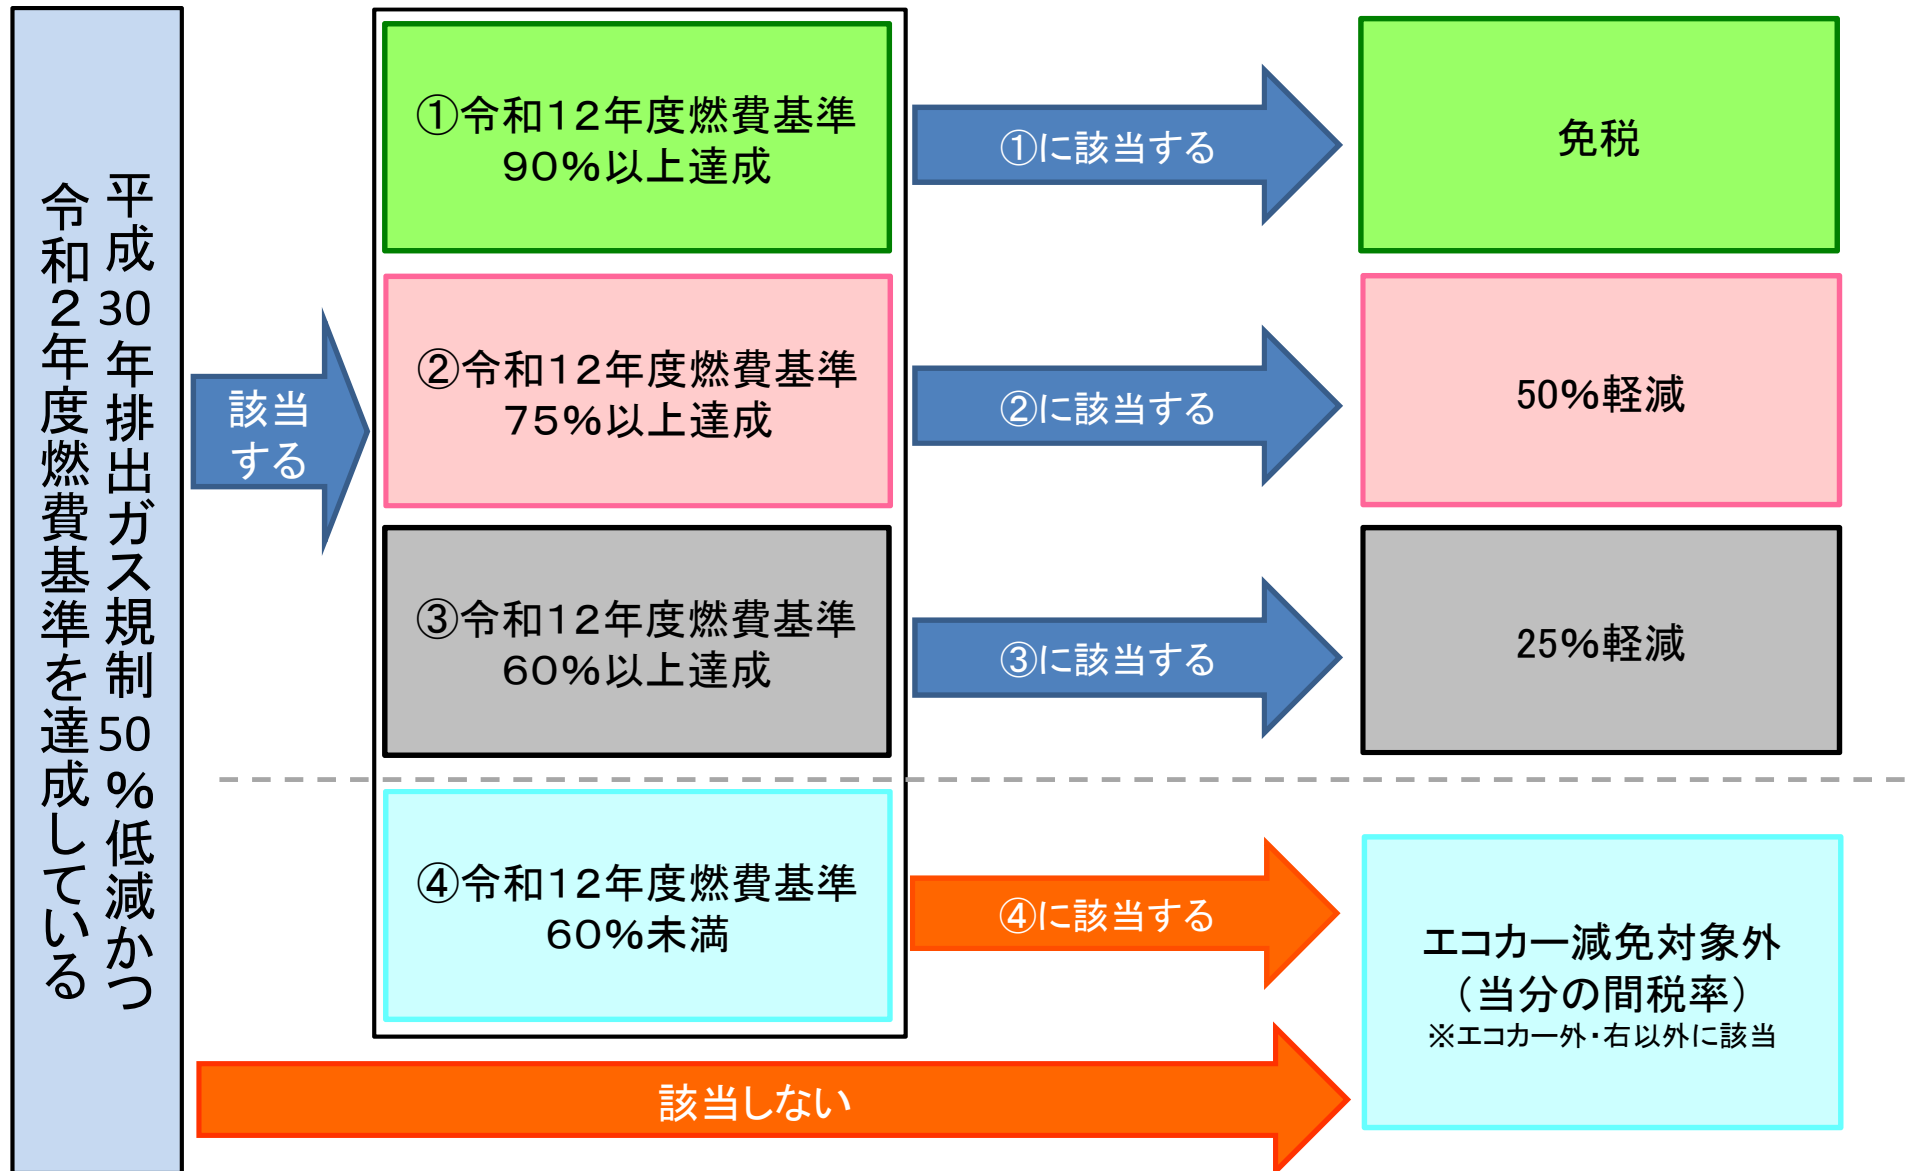 平成30年排出ガス規制50%低減かつ
令和２年度燃費基準を達成している
該当
する
①令和１２年度燃費基準
９０％以上達成
①に該当する
免税
②令和１２年度燃費基準
７５％以上達成
②に該当する
50％軽減
③令和１２年度燃費基準
６０％以上達成
③に該当する
25％軽減
④令和１２年度燃費基準
６０％未満
④に該当する
エコカー減免対象外
（当分の間税率）
※エコカー外・右以外に該当
該当しない